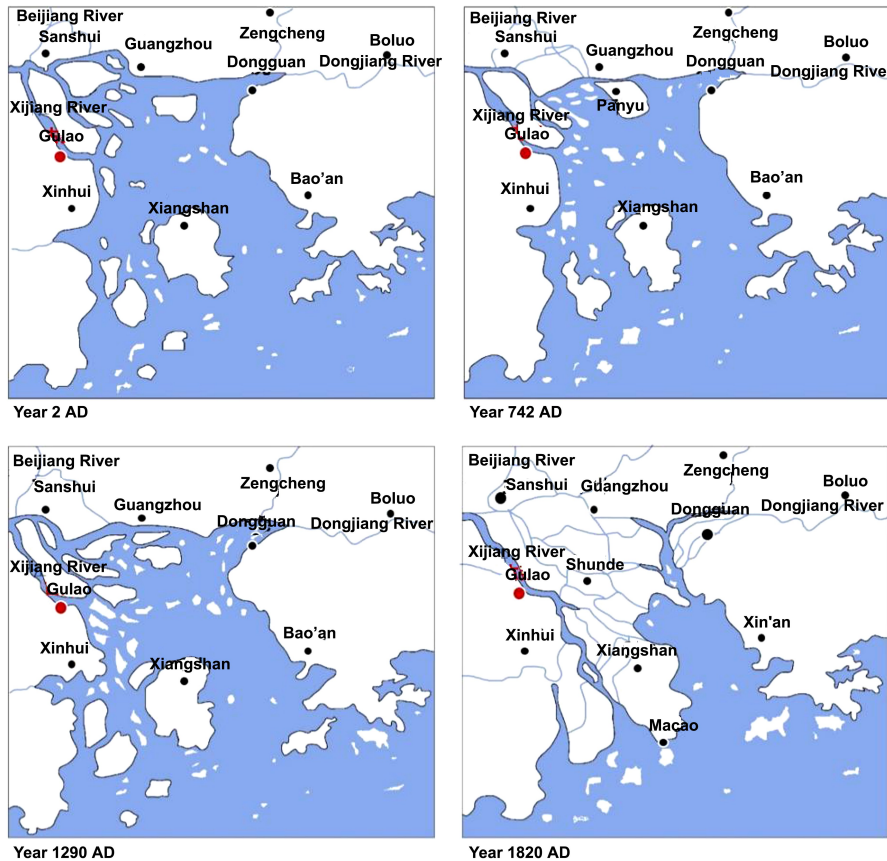 Beijiang River
Sanshui
Guangzhou
Zengcheng
Boluo
Dongguan
Dongjiang River
Xijiang River
Gulao
Xinhui
Xiangshan
Bao'an
Year 2 AD
Beijiang River
Sanshui
Guangzhou
Zengcheng
Boluo
Dongguan
Dongjiang River
Panyu
Xijiang River
Gulao
Xinhui
Xiangshan
Bao'an
Year 742 AD
Beijiang River
Sanshui
Guangzhou
Zengcheng
Boluo
Dongguan
Dongjiang River
Xijiang River
Gulao
Xinhui
Xiangshan
Bao'an
Year 1290 AD
Beijiang River
Sanshui
Guangzhou
Zengcheng
Boluo
Dongguan
Dongjiang River
Xijiang River
Gulao
Shunde
Xinhui
Xiangshan
Xin'an
Macao
Year 1820 AD